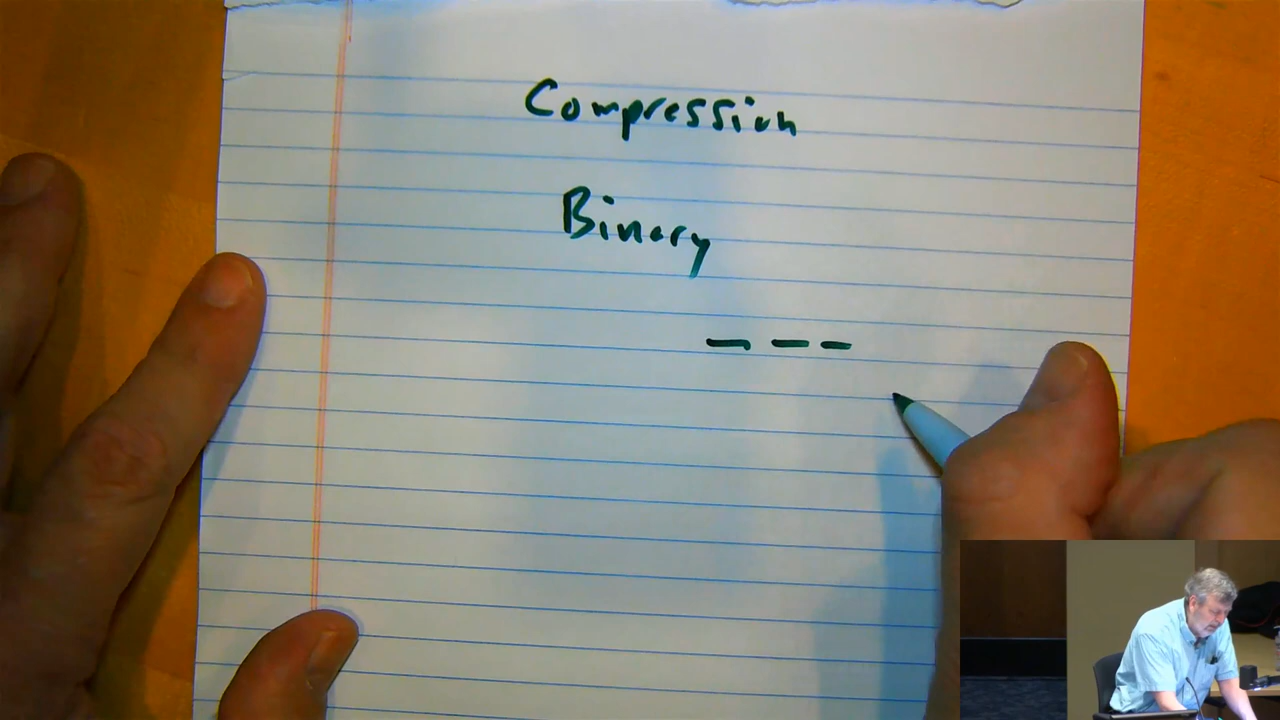 Compression
Binary
— — —